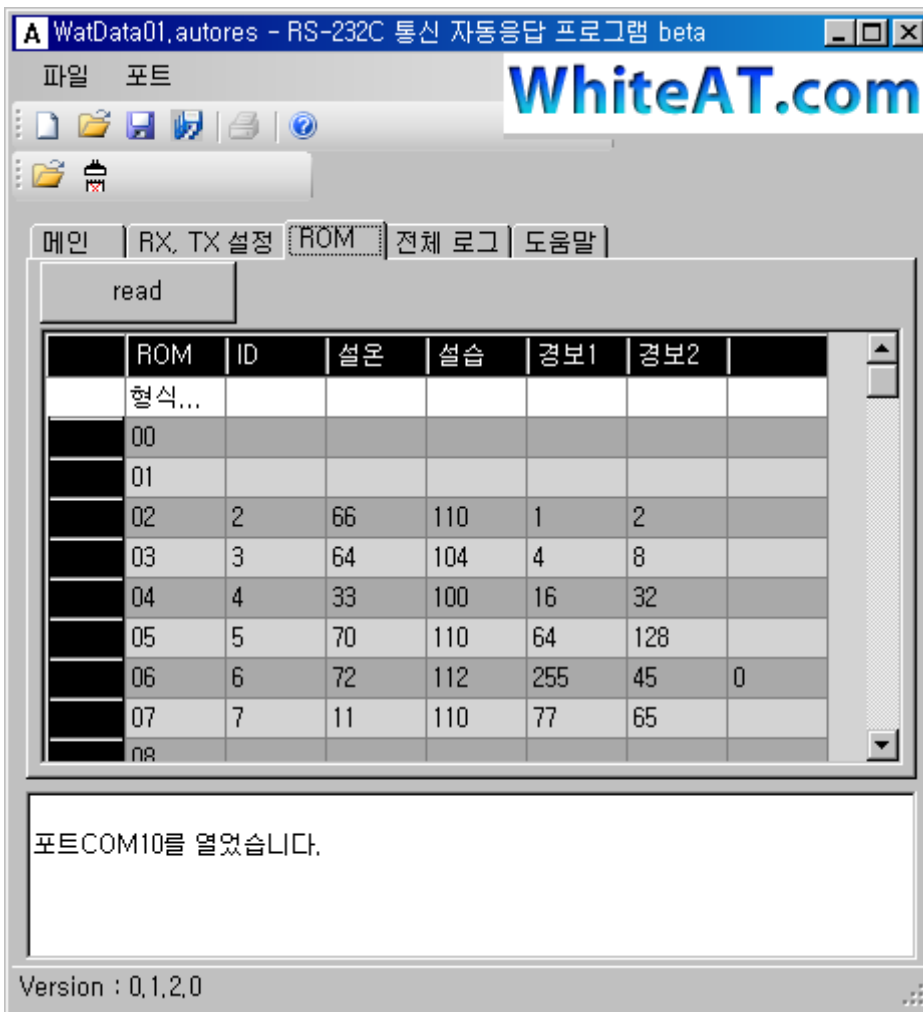 A WatData01.autores - RS-232C 통신 자동응답 프로그램 beta
파일 포트
WhiteAT.com
메인 RX, TX 설정 ROM 전체 로그 도움말
read
ROM ID 설온 설습 경보1 경보2
형식...
00
01
02 2 66 110 1 2
03 3 64 104 4 8
04 4 33 100 16 32
05 5 70 110 64 128
06 6 72 112 255 45 0
07 7 11 110 77 65
08
포트COM10를 열었습니다.
Version : 0.1.2.0